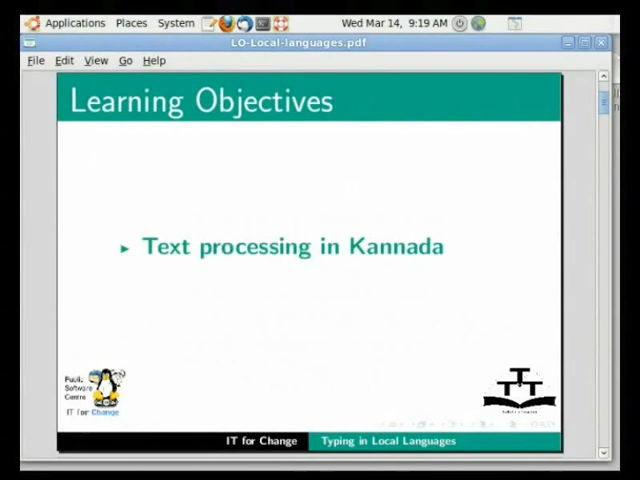 Applications Places System Wed Mar 14, 9:19 AM
LO-Local-languages.pdf
File Edit View Go Help
Learning Objectives
Text processing in Kannada
Public
Software
Centre
IT for Change
TTT
IT for Change Typing in Local Languages